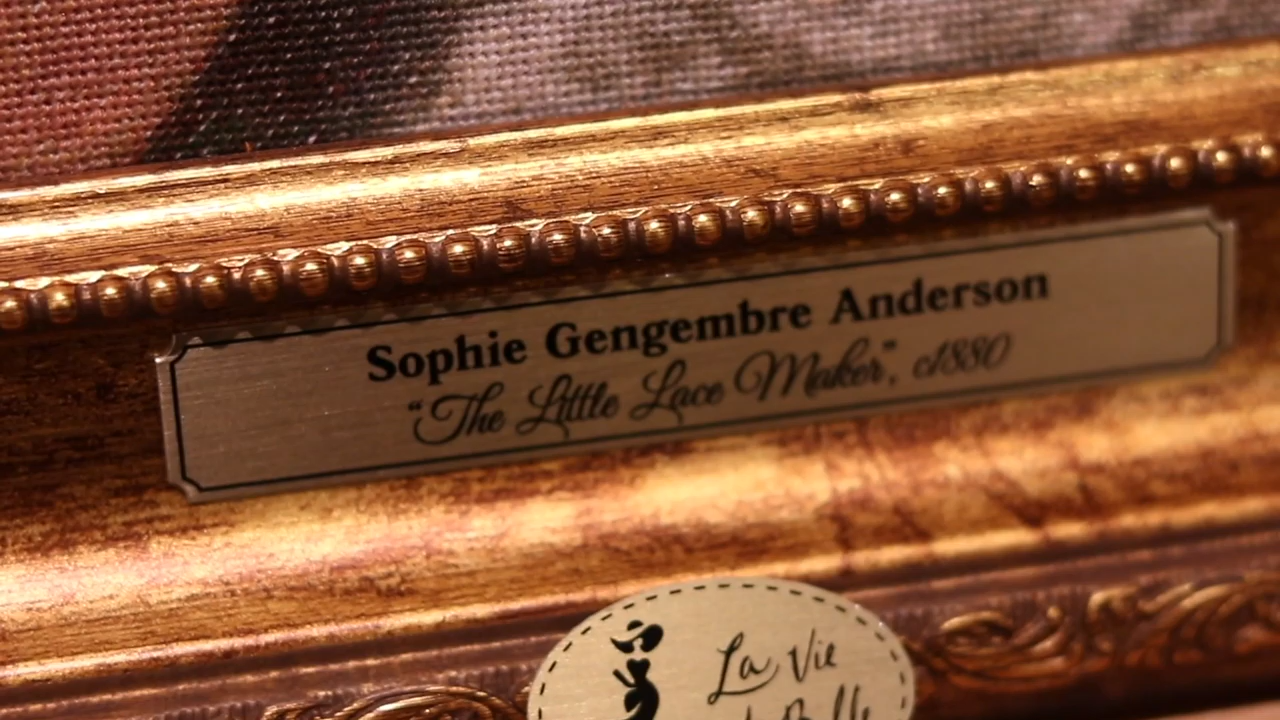 Sophie Gengembre Anderson
“The Little Lace Maker”, c1880
La Vie